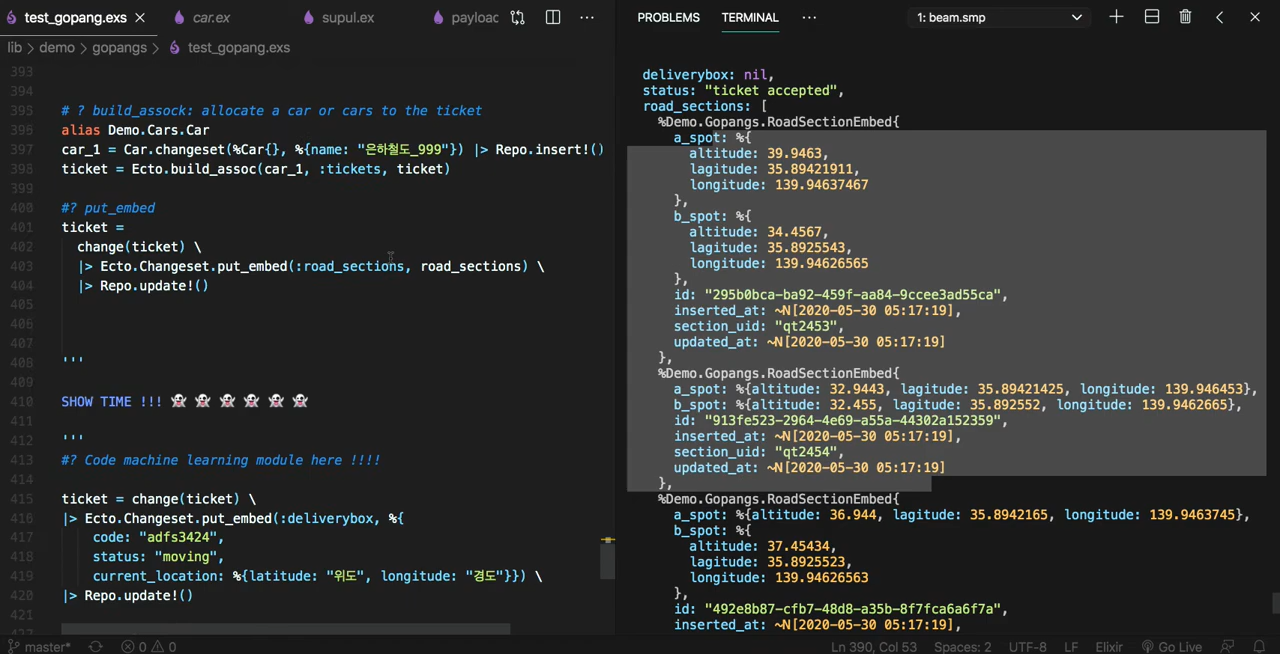 test_gopang.exs
car.ex
supul.ex
payloac
lib > demo > gopangs > test_gopang.exs
393
394
395 # ? build_assock: allocate a car or cars to the ticket
396 alias Demo.Cars.Car
397 car_1 = Car.changeset(%Car{}, %{name: "은하철도_999"}) |> Repo.insert!()
398 ticket = Ecto.build_assoc(car_1, :tickets, ticket)
399
400 #? put_embed
401 ticket =
402 change(ticket) \
403 |> Ecto.Changeset.put_embed(:road_sections, road_sections) \
404 |> Repo.update!()
405
406
407
408 '''
409
410 SHOW TIME !!! 👻 👻 👻 👻 👻 👻
411
412 '''
413 #? Code machine learning module here !!!!
414
415 ticket = change(ticket) \
416 |> Ecto.Changeset.put_embed(:deliverybox, %{
417 code: "adfs3424",
418 status: "moving",
419 current_location: %{latitude: "위도", longitude: "경도"}}) \
420 |> Repo.update!()
421
422
PROBLEMS TERMINAL ··· 1: beam.smp
deliverybox: nil,
status: "ticket accepted",
road_sections: [
%Demo.Gopangs.RoadSectionEmbed{
a_spot: %{
altitude: 39.9463,
lagitude: 35.89421911,
longitude: 139.94637467
},
b_spot: %{
altitude: 34.4567,
lagitude: 35.8925543,
longitude: 139.94626565
},
id: "295b0bca-ba92-459f-aa84-9ccee3ad55ca",
inserted_at: ~N[2020-05-30 05:17:19],
section_uid: "qt2453",
updated_at: ~N[2020-05-30 05:17:19]
},
%Demo.Gopangs.RoadSectionEmbed{
a_spot: %{altitude: 32.9443, lagitude: 35.89421425, longitude: 139.946453},
b_spot: %{altitude: 32.455, lagitude: 35.892552, longitude: 139.9462665},
id: "913fe523-2964-4e69-a55a-44302a152359",
inserted_at: ~N[2020-05-30 05:17:19],
section_uid: "qt2454",
updated_at: ~N[2020-05-30 05:17:19]
},
%Demo.Gopangs.RoadSectionEmbed{
a_spot: %{altitude: 36.944, lagitude: 35.8942165, longitude: 139.9463745},
b_spot: %{
altitude: 37.45434,
lagitude: 35.8925523,
longitude: 139.94626563
},
id: "492e8b87-cfb7-48d8-a35b-8f7fca6a6f7a",
inserted_at: ~N[2020-05-30 05:17:19],
master* 0 0 Ln 390, Col 53 Spaces: 2 UTF-8 LF Elixir Go Live